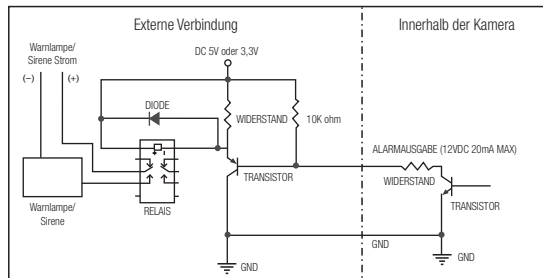 Externe Verbindung
Innerhalb der Kamera
Warnlampe/
Sirene Strom
(–)
(+)
DC 5V oder 3,3V
DIODE
WIDERSTAND
10K ohm
ALARMAUSGABE (12VDC 20mA MAX)
WIDERSTAND
TRANSISTOR
TRANSISTOR
RELAIS
Warnlampe/
Sirene
GND
GND
GND